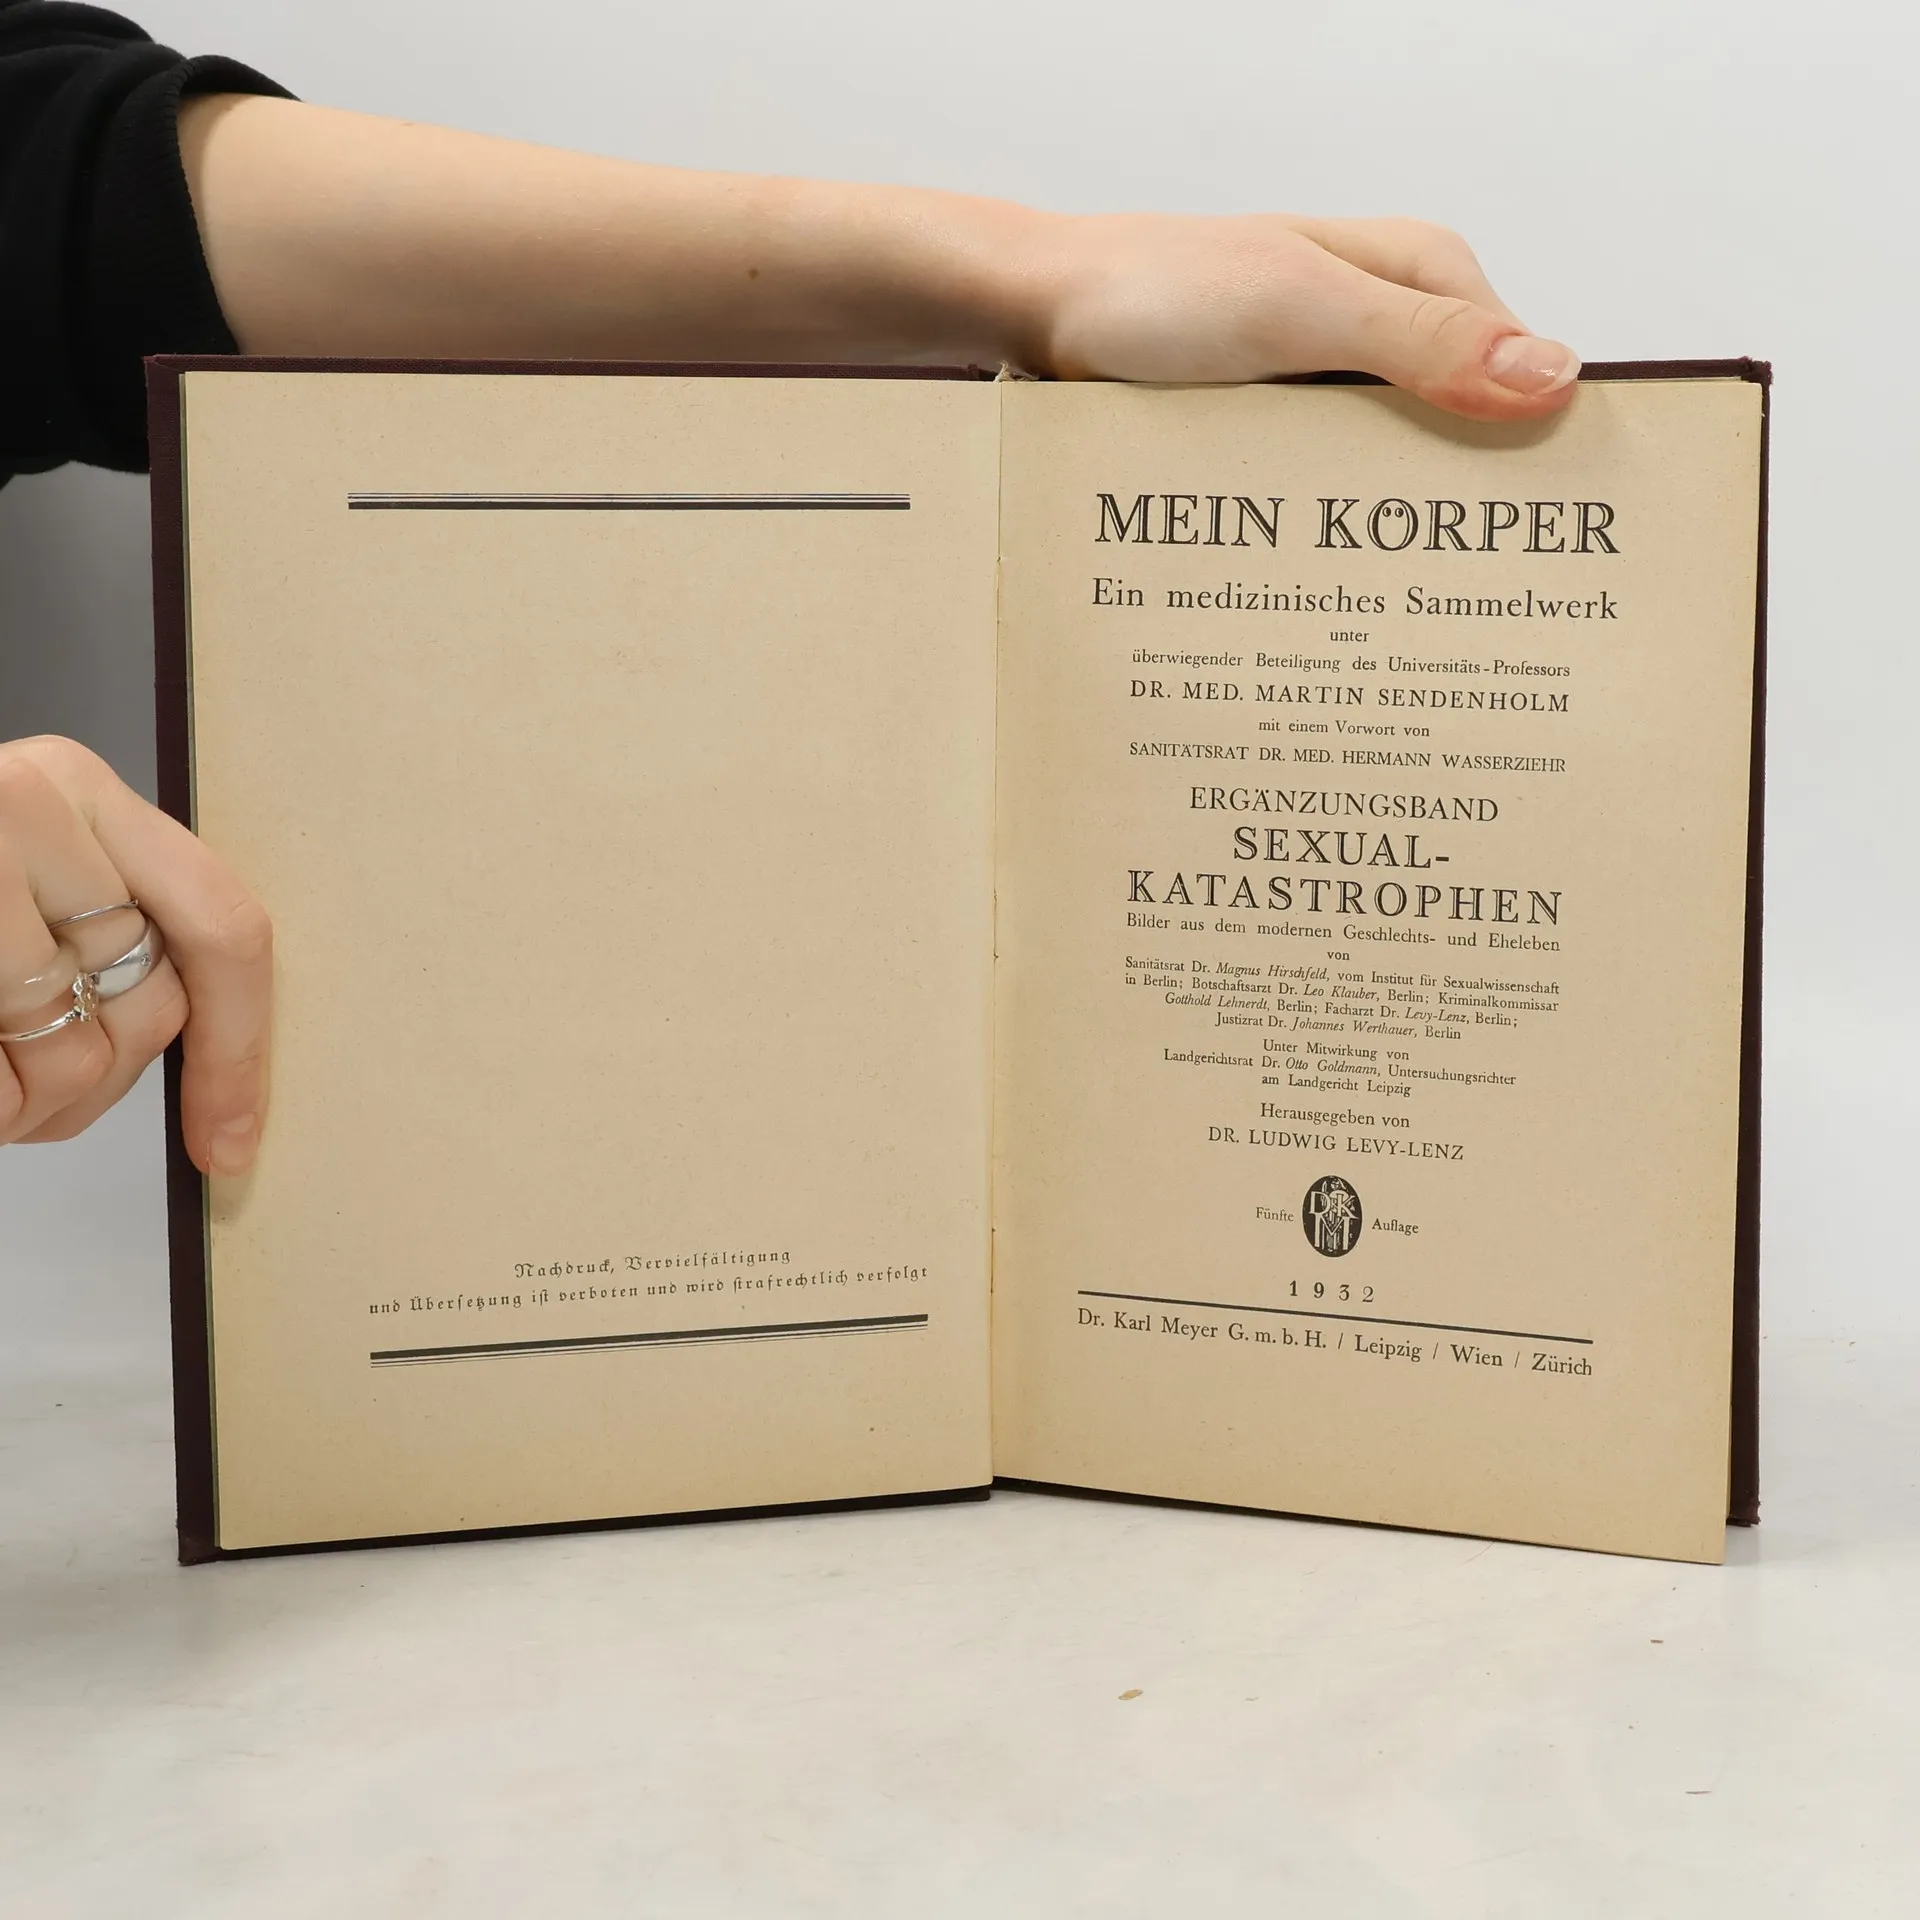 Nachdruck, Vervielfältigung
und Übersetzung ist verboten und wird strafrechtlich verfolgt
MEIN KÖRPER
Ein medizinisches Sammelwerk
unter
überwiegender Beteiligung des Universitäts-Professors
DR. MED. MARTIN SENDENHOLM
mit einem Vorwort von
SANITÄTSRAT DR. MED. HERMANN WASSERZIEHR
ERGÄNZUNGSBAND
SEXUAL-
KATASTROPHEN
Bilder aus dem modernen Geschlechts- und Eheleben
von
Sanitätsrat Dr. Magnus Hirschfeld, vom Institut für Sexualwissenschaft
in Berlin; Botschaftsarzt Dr. Leo Klauber, Berlin; Kriminalkommissar
Gotthold Lehnerdt, Berlin; Facharzt Dr. Levy-Lenz, Berlin;
Justizrat Dr. Johannes Werthauer, Berlin
Unter Mitwirkung von
Landgerichtsrat Dr. Otto Goldmann, Untersuchungsrichter
am Landgericht Leipzig
Herausgegeben von
DR. LUDWIG LEVY-LENZ
Fünfte DKM Auflage
1932
Dr. Karl Meyer G. m. b. H. / Leipzig / Wien / Zürich